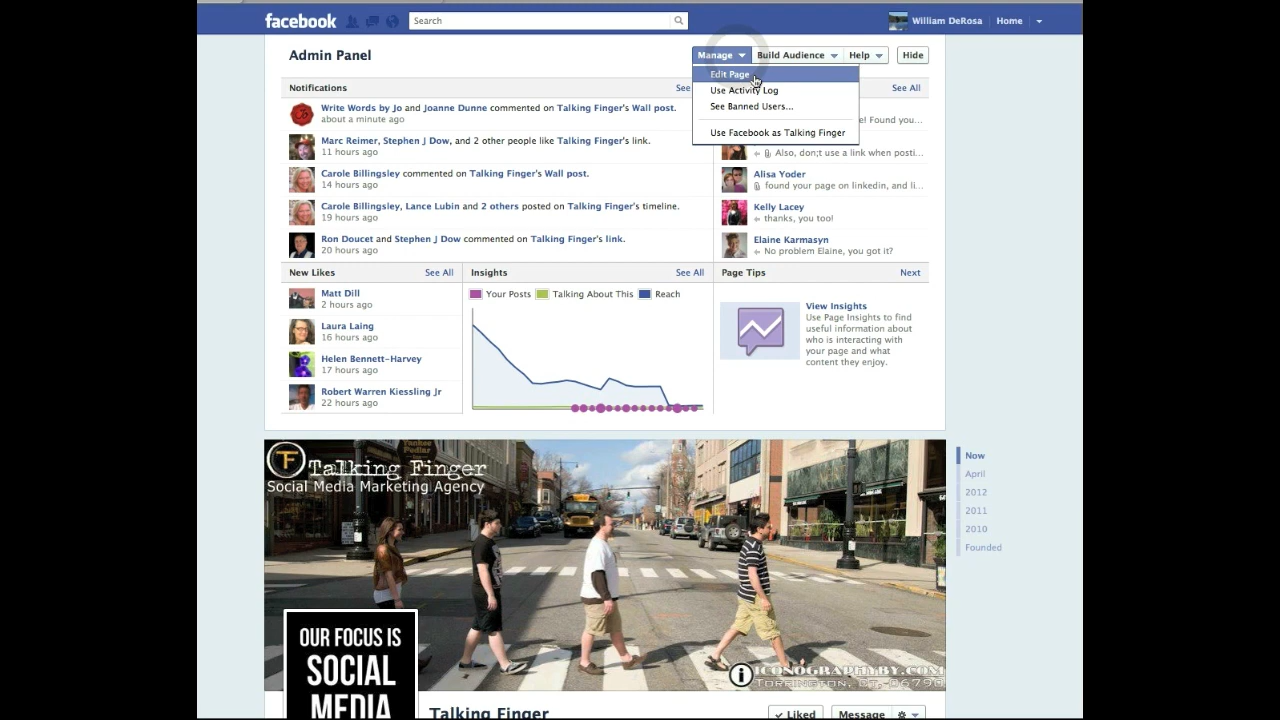 facebook
Search
William DeRosa
Home
Admin Panel
Manage
Build Audience
Help
Hide
Edit Page
Use Activity Log
See Banned Users...
Use Facebook as Talking Finger
Notifications
See
See All
Write Words by Jo and Joanne Dunne commented on Talking Finger's Wall post.
about a minute ago
Marc Reimer, Stephen J Dow, and 2 other people like Talking Finger's link.
11 hours ago
Carole Billingsley commented on Talking Finger's Wall post.
14 hours ago
Carole Billingsley, Lance Lubin and 2 others posted on Talking Finger's timeline.
19 hours ago
Ron Doucet and Stephen J Dow commented on Talking Finger's link.
20 hours ago
le! Found you...
Also, don;t use a link when posti...
Alisa Yoder
found your page on linkedin, and li...
Kelly Lacey
thanks, you too!
Elaine Karmasyn
No problem Elaine, you got it?
New Likes
See All
Matt Dill
2 hours ago
Laura Laing
16 hours ago
Helen Bennett-Harvey
17 hours ago
Robert Warren Kiessling Jr
22 hours ago
Insights
See All
Your Posts
Talking About This
Reach
Page Tips
Next
View Insights
Use Page Insights to find
useful information about
who is interacting with
your page and what
content they enjoy.
TF
Talking Finger
Social Media Marketing Agency
Now
April
2012
2011
2010
Founded
OUR FOCUS IS
SOCIAL
MEDIA
ICONOGRAPHYBY.COM
TORRINGTON, CT, 06790
Talking Finger
Liked
Message